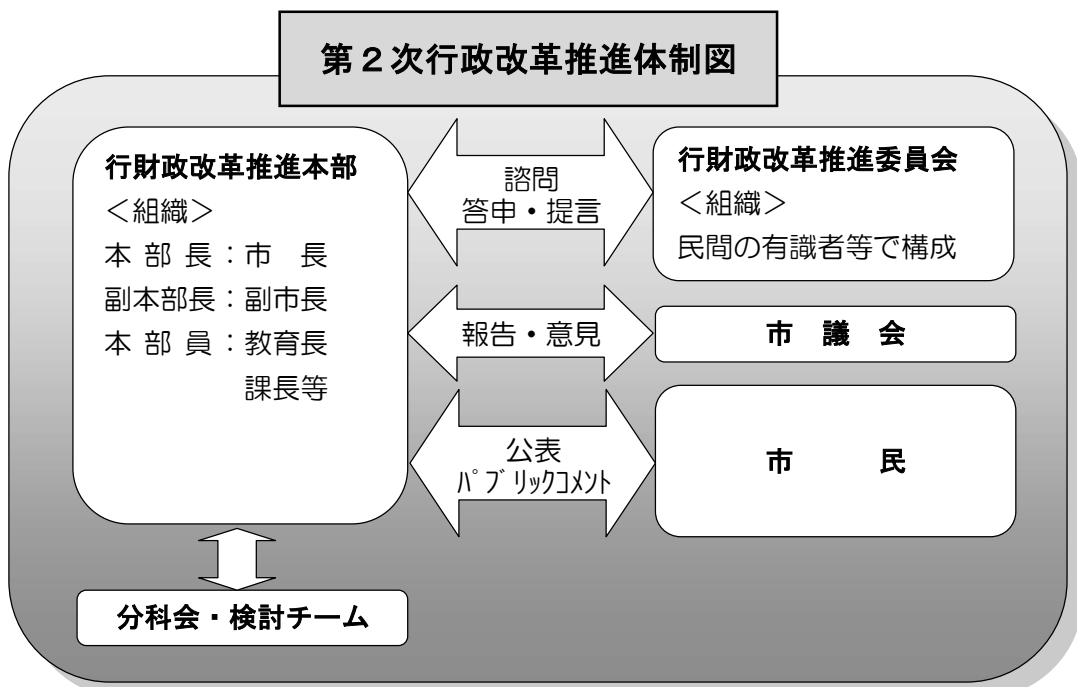 第２次行政改革推進体制図
行財政改革推進本部
＜組織＞
本 部 長：市　長
副本部長：副市長
本 部 員：教育長
課長等
諮問
答申・提言
行財政改革推進委員会
＜組織＞
民間の有識者等で構成
報告・意見
市　議　会
公表
ﾊﾟﾌﾞﾘｯｸｺﾒﾝﾄ
市　　　民
分科会・検討チーム